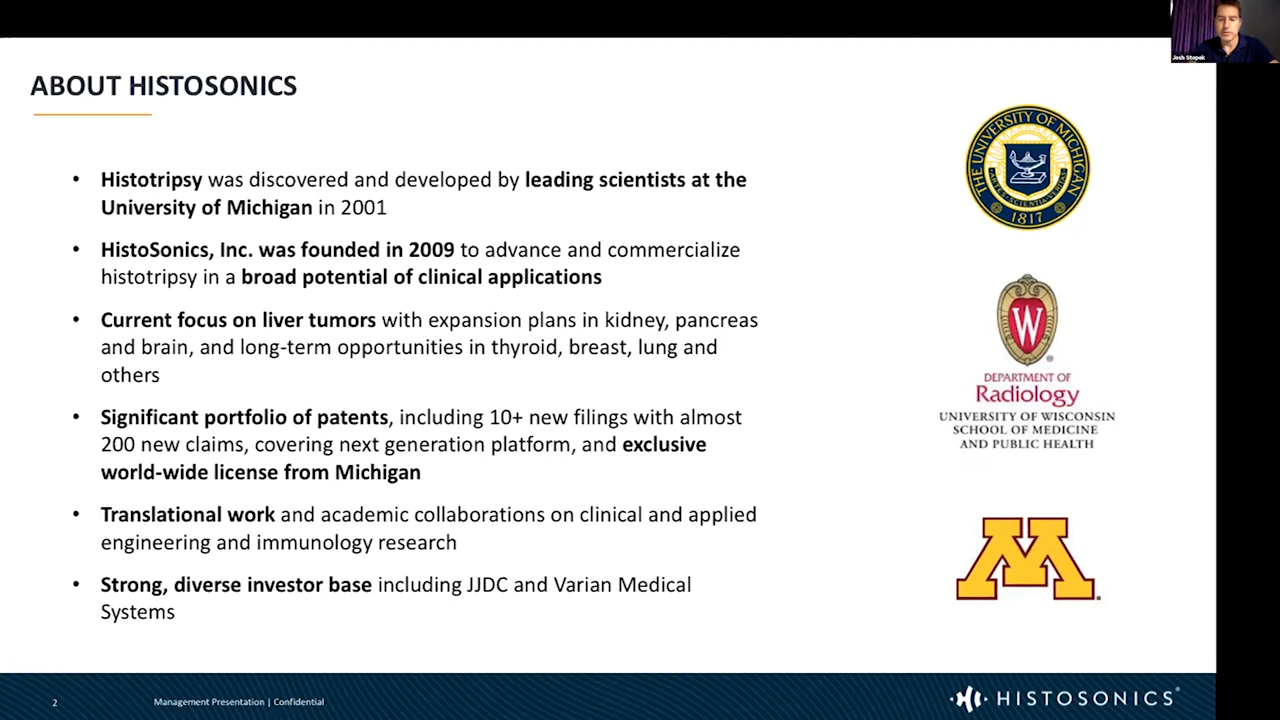 Josh Stopek
ABOUT HISTOSONICS
• Histotripsy was discovered and developed by leading scientists at the
University of Michigan in 2001
• HistoSonics, Inc. was founded in 2009 to advance and commercialize
histotripsy in a broad potential of clinical applications
• Current focus on liver tumors with expansion plans in kidney, pancreas
and brain, and long-term opportunities in thyroid, breast, lung and
others
• Significant portfolio of patents, including 10+ new filings with almost
200 new claims, covering next generation platform, and exclusive
world-wide license from Michigan
• Translational work and academic collaborations on clinical and applied
engineering and immunology research
• Strong, diverse investor base including JJDC and Varian Medical
Systems
THE UNIVERSITY OF MICHIGAN
1817
W
®
DEPARTMENT OF
Radiology
UNIVERSITY OF WISCONSIN
SCHOOL OF MEDICINE
AND PUBLIC HEALTH
M
2
Management Presentation | Confidential
HISTOSONICS®